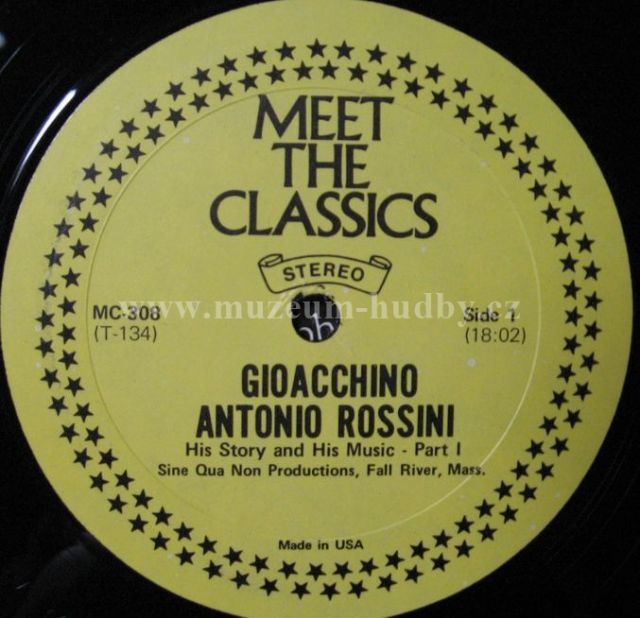 MEET
THE
CLASSICS
STEREO
www.muzeum-hudby.cz
MC-308
(T-134)
Side 1
(18:02)
GIOACCHINO
ANTONIO ROSSINI
His Story and His Music - Part I
Sine Qua Non Productions, Fall River, Mass.
Made in USA